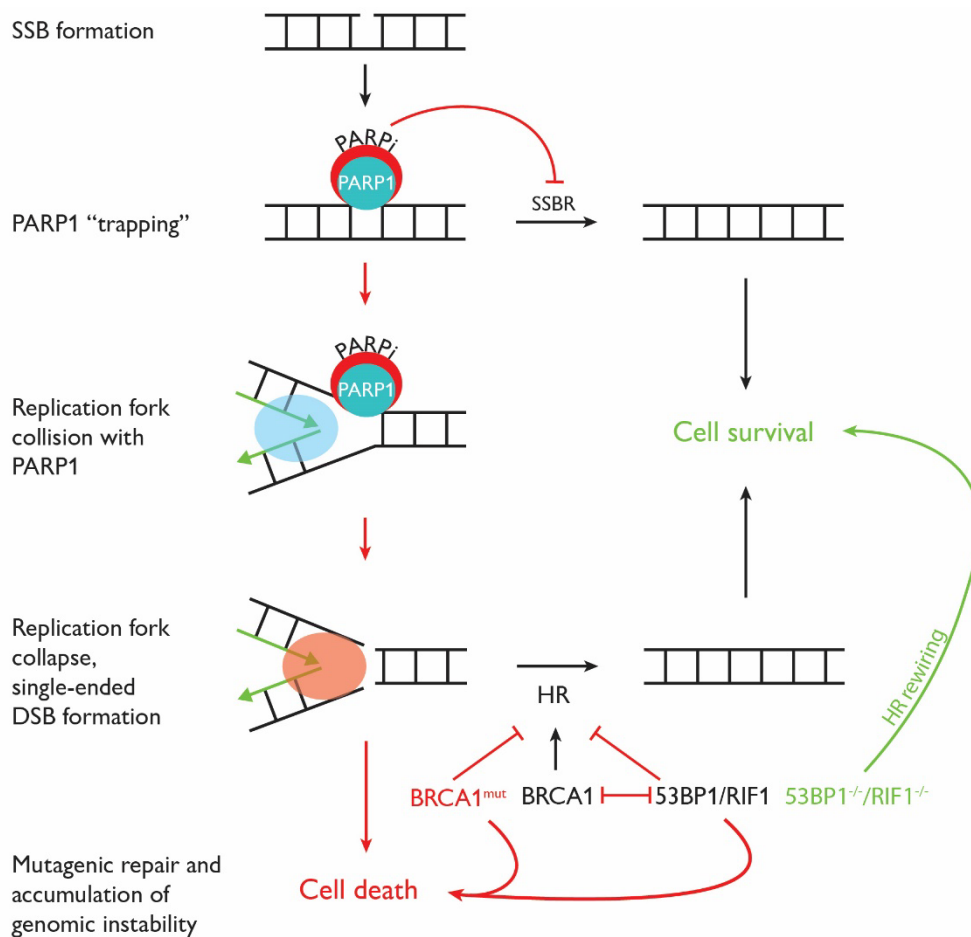 SSB formation
PARPi
PARP1
PARP1 “trapping”
SSBR
PARPi
PARP1
Replication fork
collision with
PARP1
Cell survival
Replication fork
collapse,
single-ended
DSB formation
HR
HR rewiring
BRCA1ᵐᵘᵗ BRCA1 53BP1/RIF1 53BP1⁻/⁻/RIF1⁻/⁻
Mutagenic repair and
accumulation of
genomic instability
Cell death